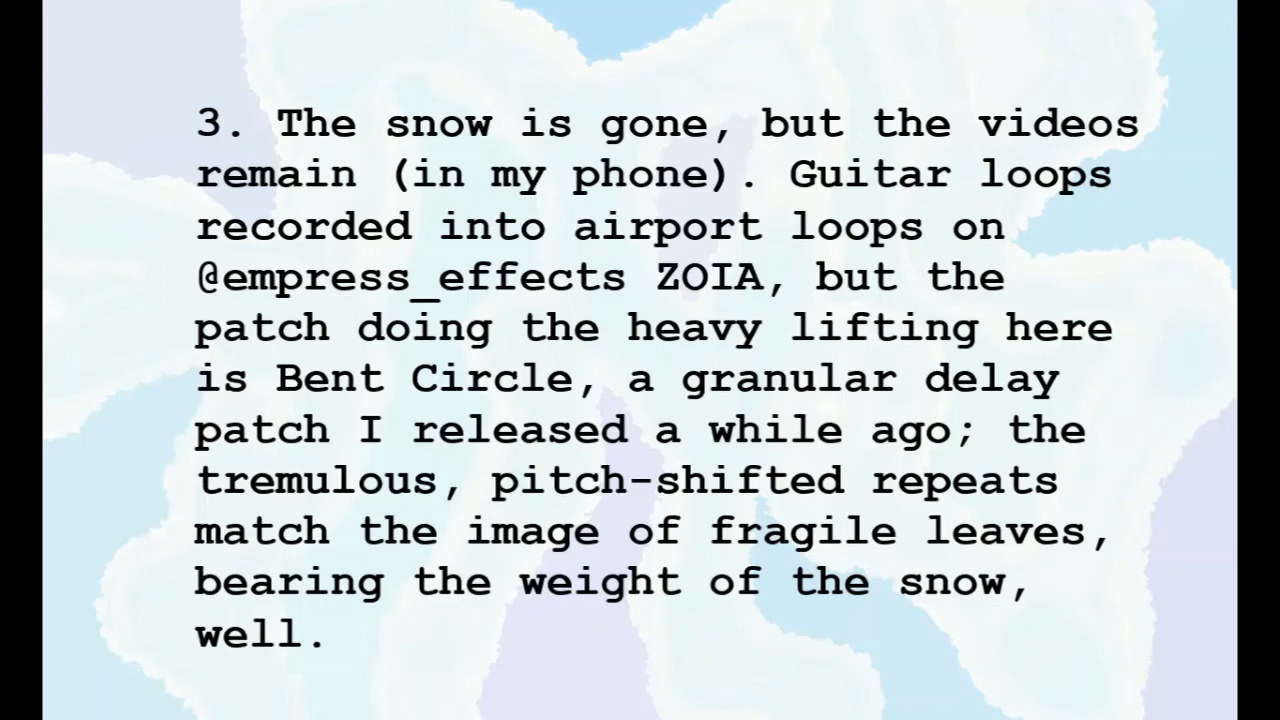 3. The snow is gone, but the videos
remain (in my phone). Guitar loops
recorded into airport loops on
@empress_effects ZOIA, but the
patch doing the heavy lifting here
is Bent Circle, a granular delay
patch I released a while ago; the
tremulous, pitch-shifted repeats
match the image of fragile leaves,
bearing the weight of the snow,
well.